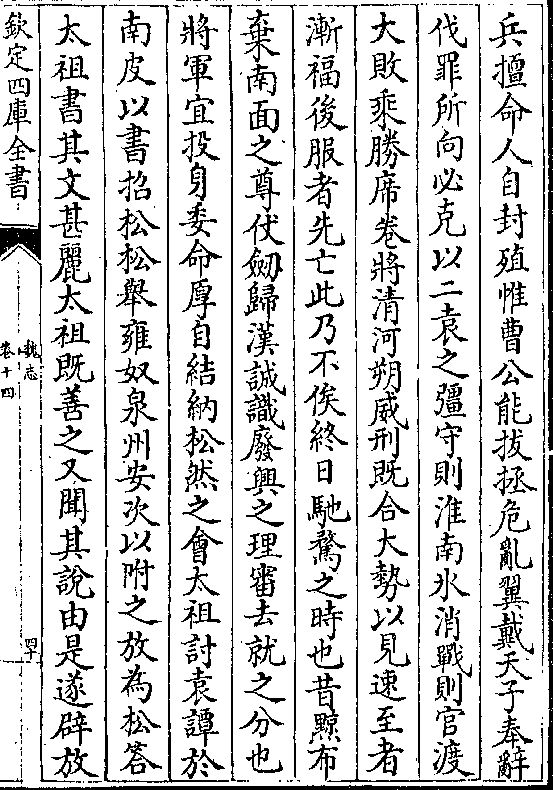 兵擅命人自封殖惟曹公能拔拯危亂翼戴天子奉辭
伐罪所向必克以二袁之彊守則淮南氷消戰則官渡
大敗乘勝席卷將清河朔威刑既合大勢以見速至者
漸福後服者先亡此乃不俟終日馳騖之時也昔黥布
棄南面之尊仗劒歸漢誠識廢興之理審去就之分也
將軍宜投身委命厚自結納松然之會太祖討袁譚於
南皮以書招松松舉雍奴泉州安次以附之放為松答
太祖書其文甚麗太祖既善之又聞其說由是遂辟放
欽定四庫全書
魏志
卷十四
四十